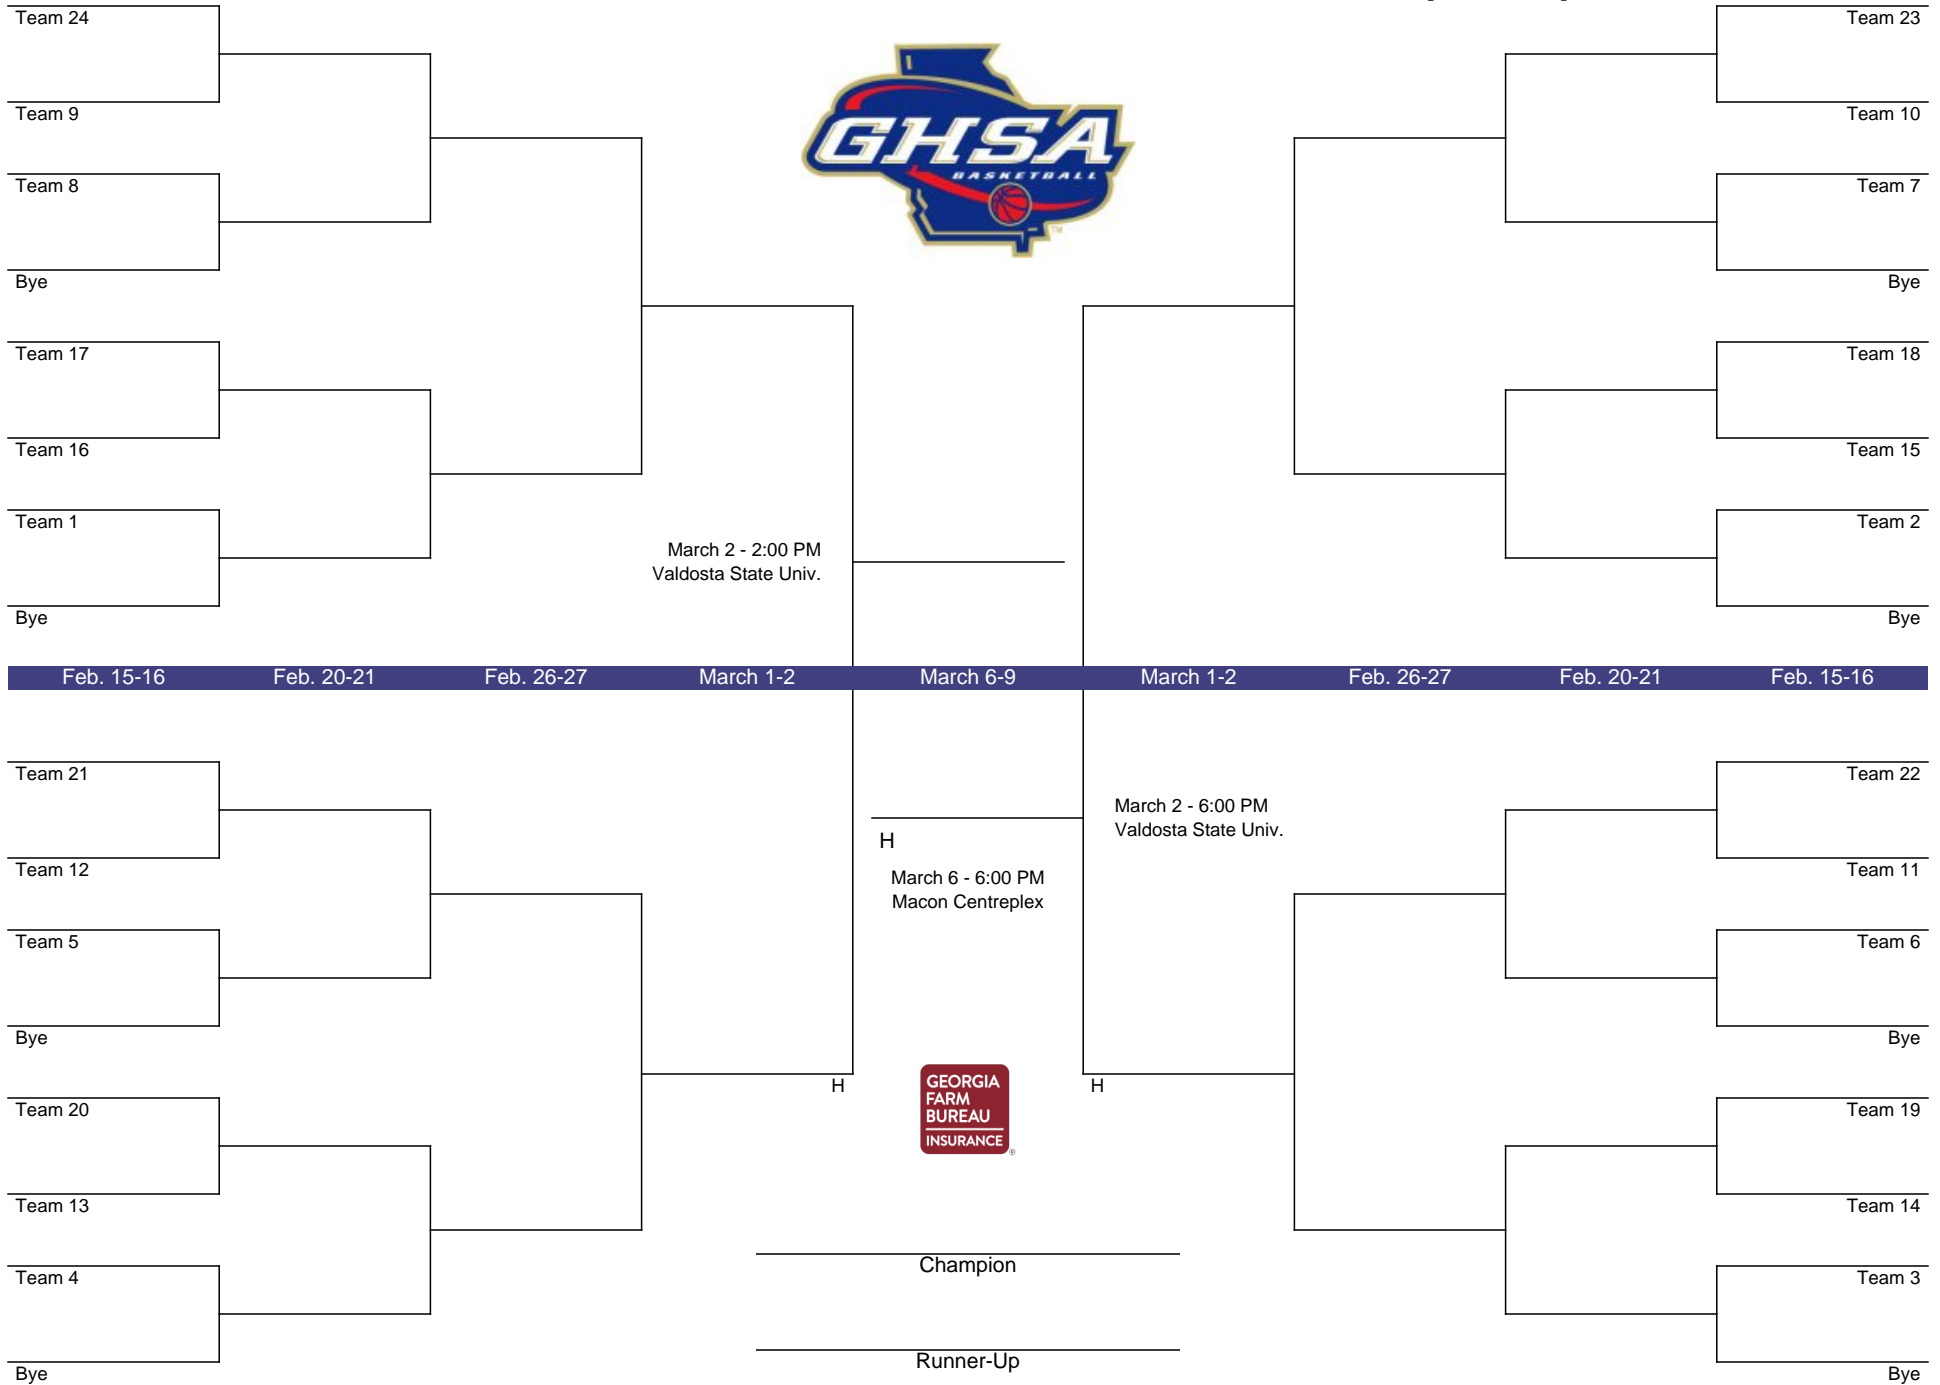 Team 24
Team 23
Team 9
Team 10
GHSA
BASKETBALL
TM
Team 8
Team 7
Bye
Bye
Team 17
Team 18
Team 16
Team 15
Team 1
Team 2
March 2 - 2:00 PM
Valdosta State Univ.
Bye
Bye
Feb. 15-16 Feb. 20-21 Feb. 26-27 March 1-2 March 6-9 March 1-2 Feb. 26-27 Feb. 20-21 Feb. 15-16
Team 21
Team 22
March 2 - 6:00 PM
Valdosta State Univ.
H
Team 12
Team 11
March 6 - 6:00 PM
Macon Centreplex
Team 5
Team 6
Bye
Bye
H
H
GEORGIA
FARM
BUREAU
INSURANCE
®
Team 20
Team 19
Team 13
Team 14
Champion
Team 4
Team 3
Runner-Up
Bye
Bye